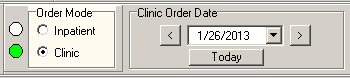 Order Mode
Inpatient
Clinic
Clinic Order Date
< 1/26/2013 >
Today